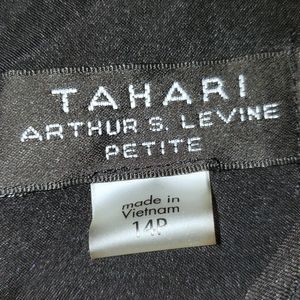 TAHARI
ARTHUR S. LEVINE
PETITE
made in
Vietnam
14P